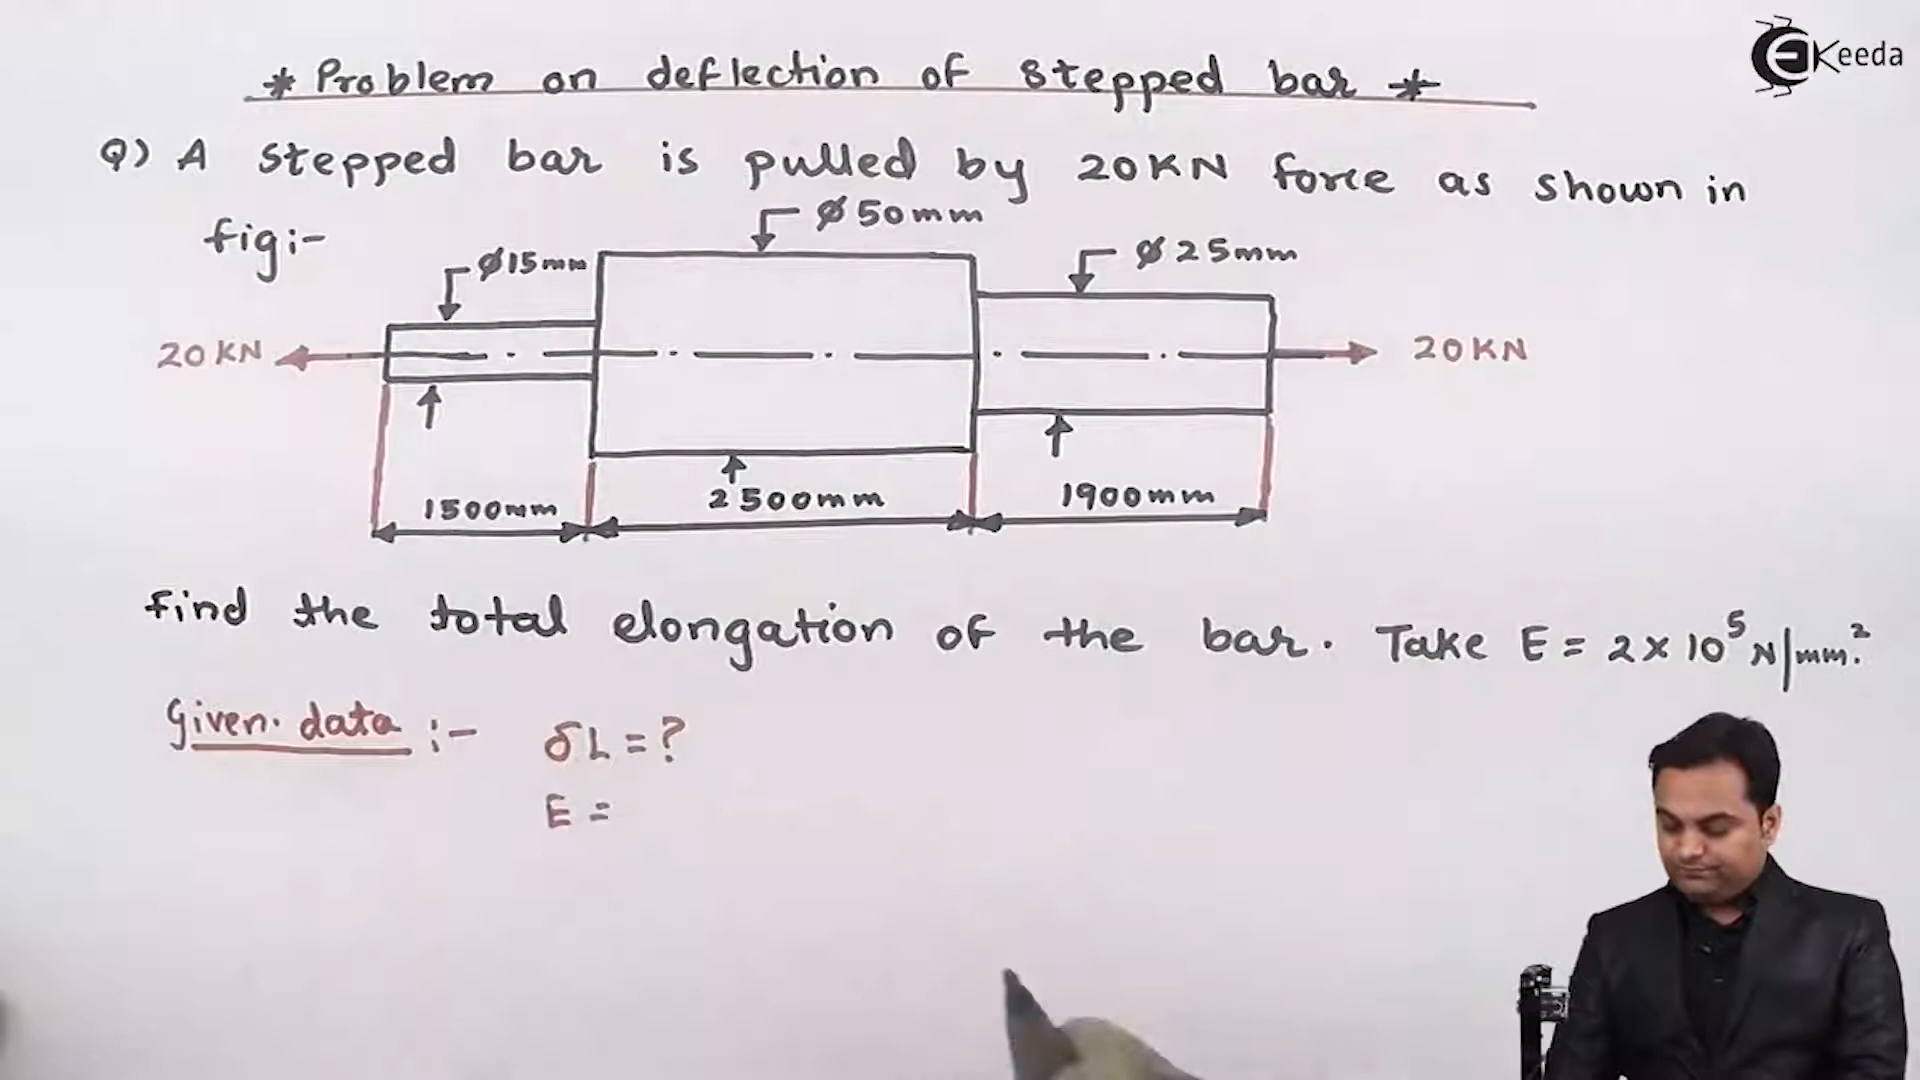 Keeda
* Problem on deflection of stepped bar *
Q) A stepped bar is pulled by 20KN force as shown in
fig:-
ø50mm
ø15mm
ø25mm
20KN
20KN
1500mm
2500mm
1900mm
Find the total elongation of the bar. Take E = 2×10⁵ N/mm.²
Given data :- δL = ?
E =